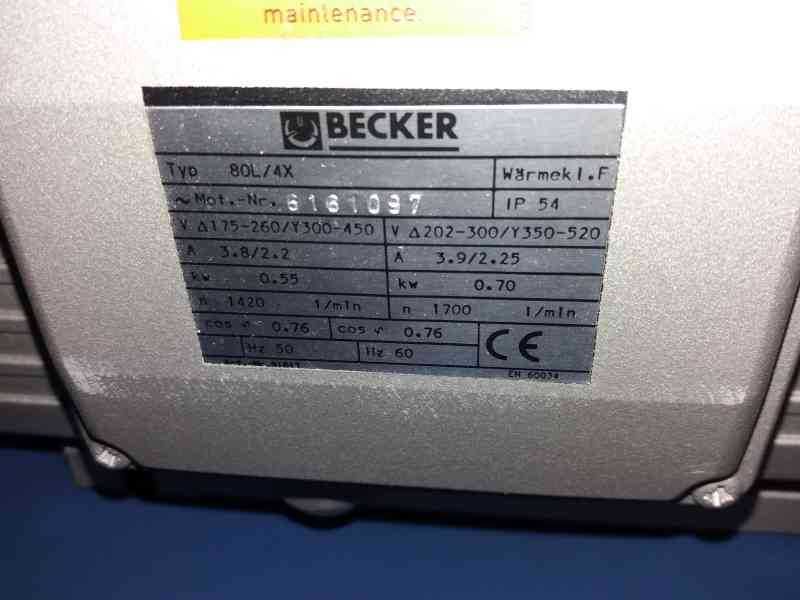 maintenance.
BECKER
Typ 80L/4X Wärmekl.F
~Mot.-Nr. 6161097 IP 54
V Δ175-260/Y300-450 V Δ202-300/Y350-520
A 3.8/2.2 A 3.9/2.25
kw 0.55 kw 0.70
n 1420 1/min n 1700 1/min
cos φ 0.76 cos φ 0.76 CE
Hz 50 Hz 60
EN 60034